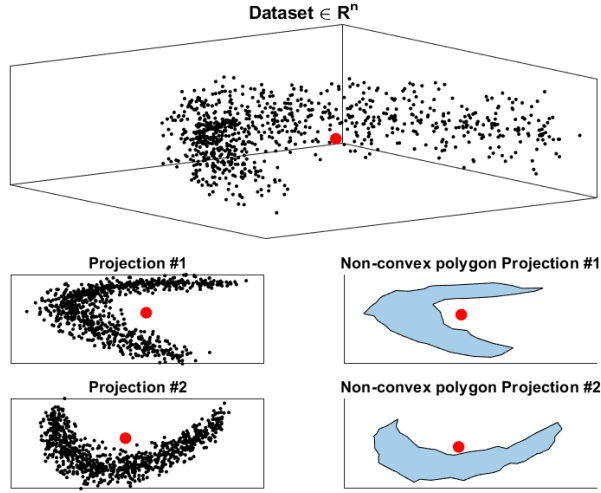 Dataset ∈ Rⁿ
Projection #1
Non-convex polygon Projection #1
Projection #2
Non-convex polygon Projection #2